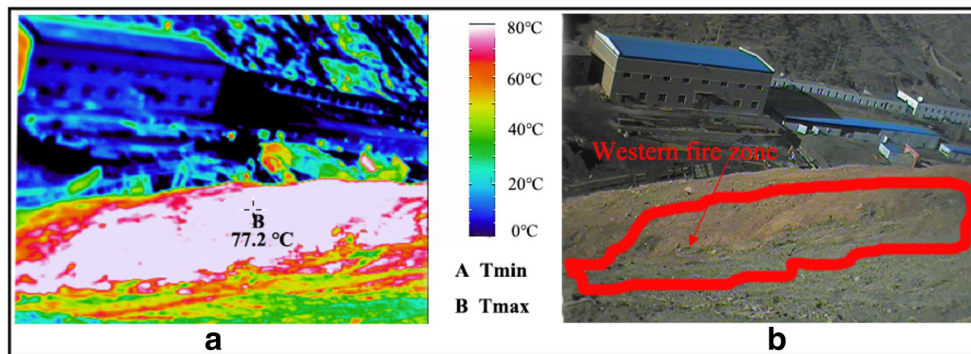 80℃
60℃
40℃
20℃
0℃
B
77.2 ℃
A Tmin
B Tmax
Western fire zone
a
b